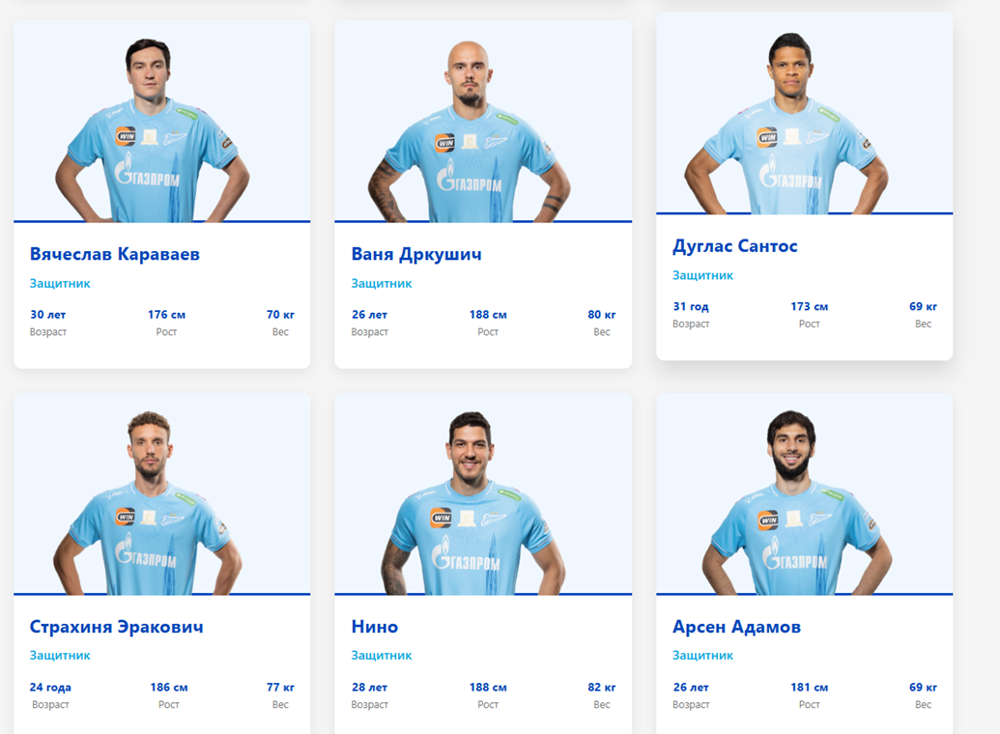 WIN
ГАЗПРОМ
WIN
ГАЗПРОМ
WIN
ГАЗПРОМ
Вячеслав Караваев
Защитник
30 лет 176 см 70 кг
Возраст Рост Вес
Ваня Дркушич
Защитник
26 лет 188 см 80 кг
Возраст Рост Вес
Дуглас Сантос
Защитник
31 год 173 см 69 кг
Возраст Рост Вес
WIN
ГАЗПРОМ
WIN
ГАЗПРОМ
WIN
ГАЗПРОМ
Страхиня Эракович
Защитник
24 года 186 см 77 кг
Возраст Рост Вес
Нино
Защитник
28 лет 188 см 82 кг
Возраст Рост Вес
Арсен Адамов
Защитник
26 лет 181 см 69 кг
Возраст Рост Вес